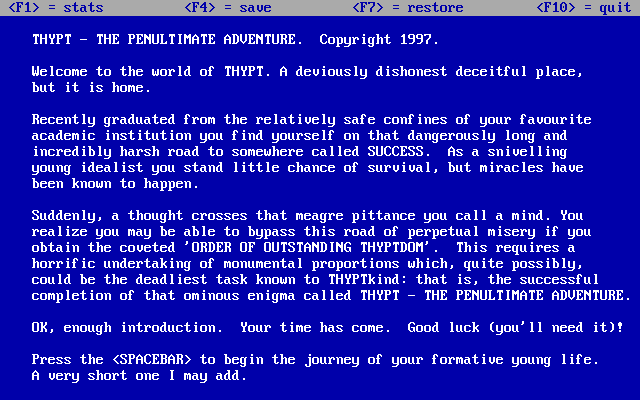 <F1> = stats <F4> = save <F7> = restore <F10> = quit
THYPT - THE PENULTIMATE ADVENTURE.  Copyright 1997.
Welcome to the world of THYPT. A deviously dishonest deceitful place,
but it is home.
Recently graduated from the relatively safe confines of your favourite
academic institution you find yourself on that dangerously long and
incredibly harsh road to somewhere called SUCCESS.  As a snivelling
young idealist you stand little chance of survival, but miracles have
been known to happen.
Suddenly, a thought crosses that meagre pittance you call a mind. You
realize you may be able to bypass this road of perpetual misery if you
obtain the coveted 'ORDER OF OUTSTANDING THYPTDOM'.  This requires a
horrific undertaking of monumental proportions which, quite possibly,
could be the deadliest task known to THYPTkind: that is, the successful
completion of that ominous enigma called THYPT - THE PENULTIMATE ADVENTURE.
OK, enough introduction.  Your time has come.  Good luck (you'll need it)!
Press the <SPACEBAR> to begin the journey of your formative young life.
A very short one I may add.